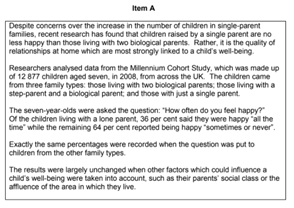 Item A
Despite concerns over the increase in the number of children in single-parent
families, recent research has found that children raised by a single parent are no
less happy than those living with two biological parents. Rather, it is the quality of
relationships at home which are most strongly linked to a child's well-being.
Researchers analysed data from the Millennium Cohort Study, which was made up
of 12 877 children aged seven, in 2008, from across the UK. The children came
from three family types: those living with two biological parents; those living with a
step-parent and a biological parent; and those with just a single parent.
The seven-year-olds were asked the question: "How often do you feel happy?"
Of the children living with a lone parent, 36 per cent said they were happy "all the
time" while the remaining 64 per cent reported being happy "sometimes or never".
Exactly the same percentages were recorded when the question was put to
children from the other family types.
The results were largely unchanged when other factors which could influence a
child's well-being were taken into account, such as their parents' social class or the
affluence of the area in which they live.